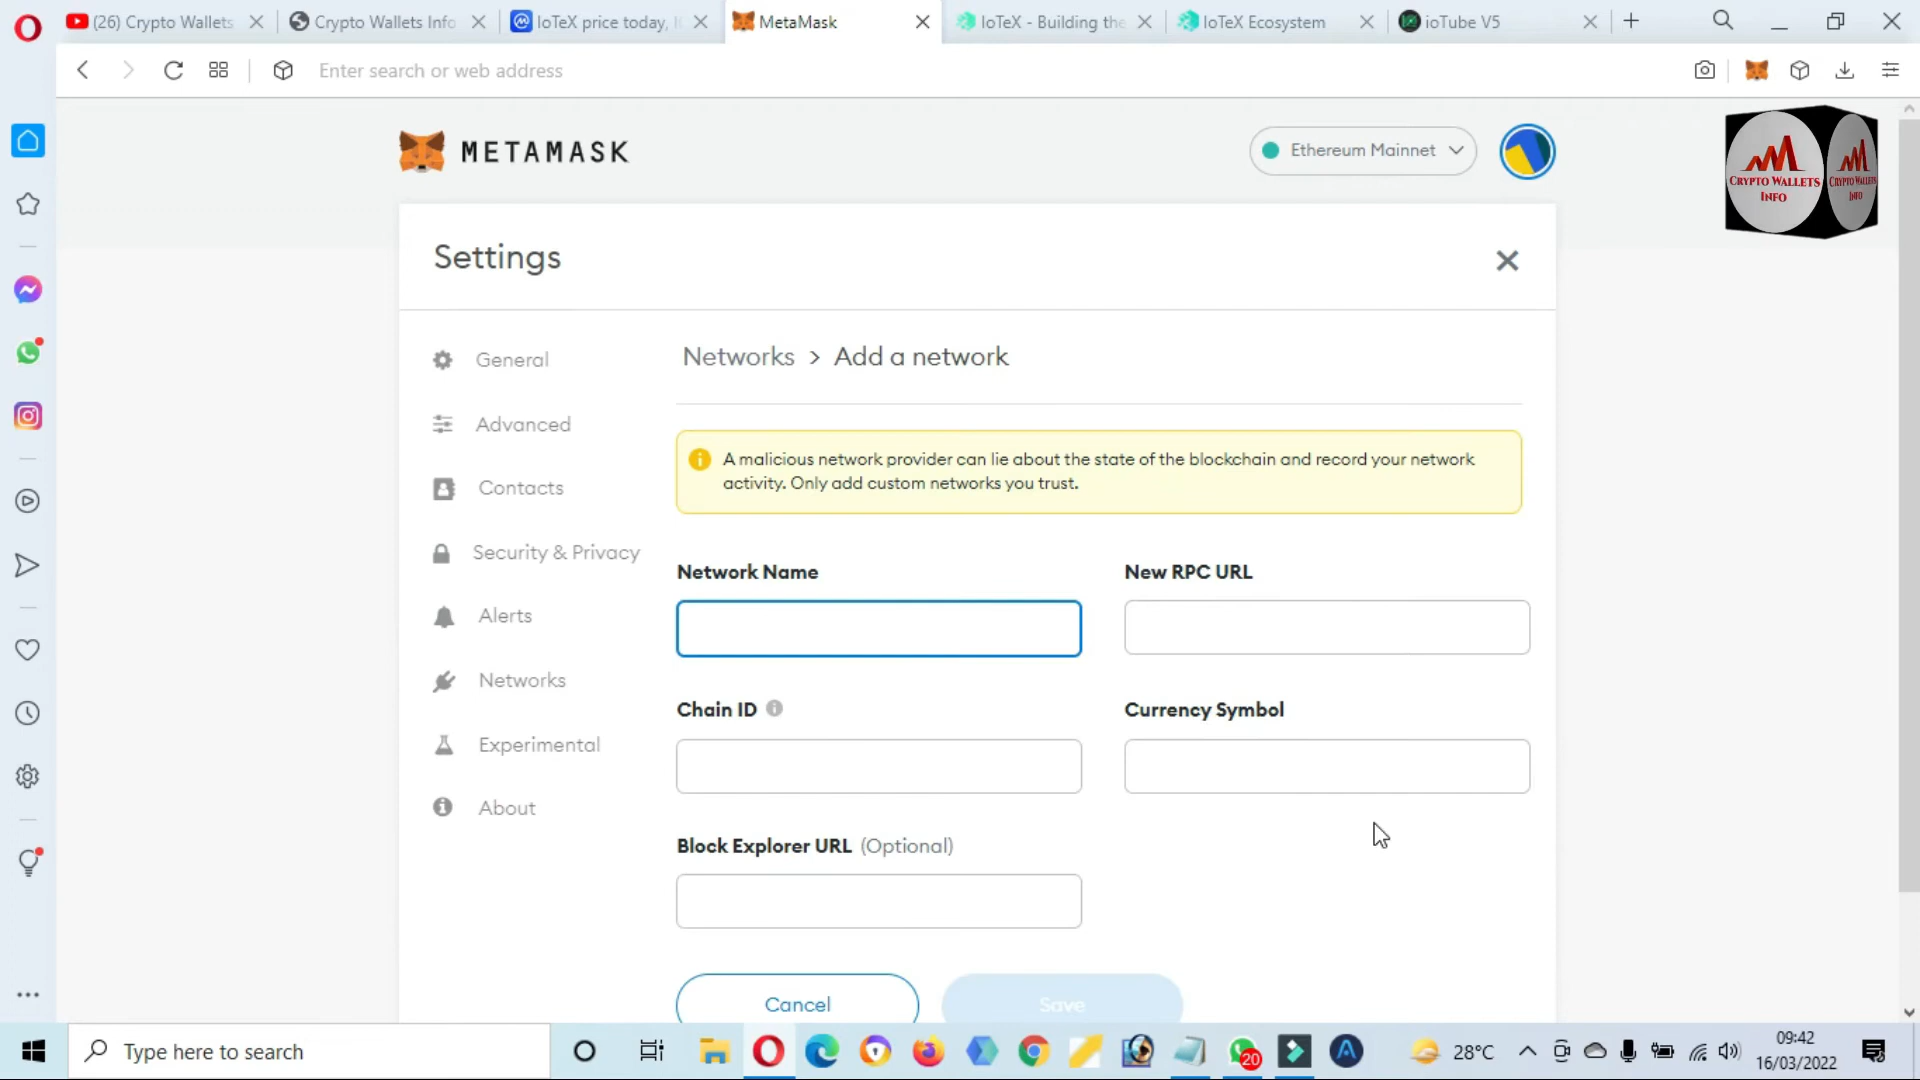 (26) Crypto Wallets
Crypto Wallets Info
IoTeX price today, I
MetaMask
IoTeX - Building the
IoTeX Ecosystem
ioTube V5
Enter search or web address
METAMASK
Ethereum Mainnet
CRYPTO WALLETS
INFO
CRYPTO WALLETS
INFO
Settings
General
Advanced
Contacts
Security & Privacy
Alerts
Networks
Experimental
About
Networks > Add a network
A malicious network provider can lie about the state of the blockchain and record your network
activity. Only add custom networks you trust.
Network Name
New RPC URL
Chain ID
Currency Symbol
Block Explorer URL (Optional)
Cancel
Save
Type here to search
20
28°C
09:42
16/03/2022